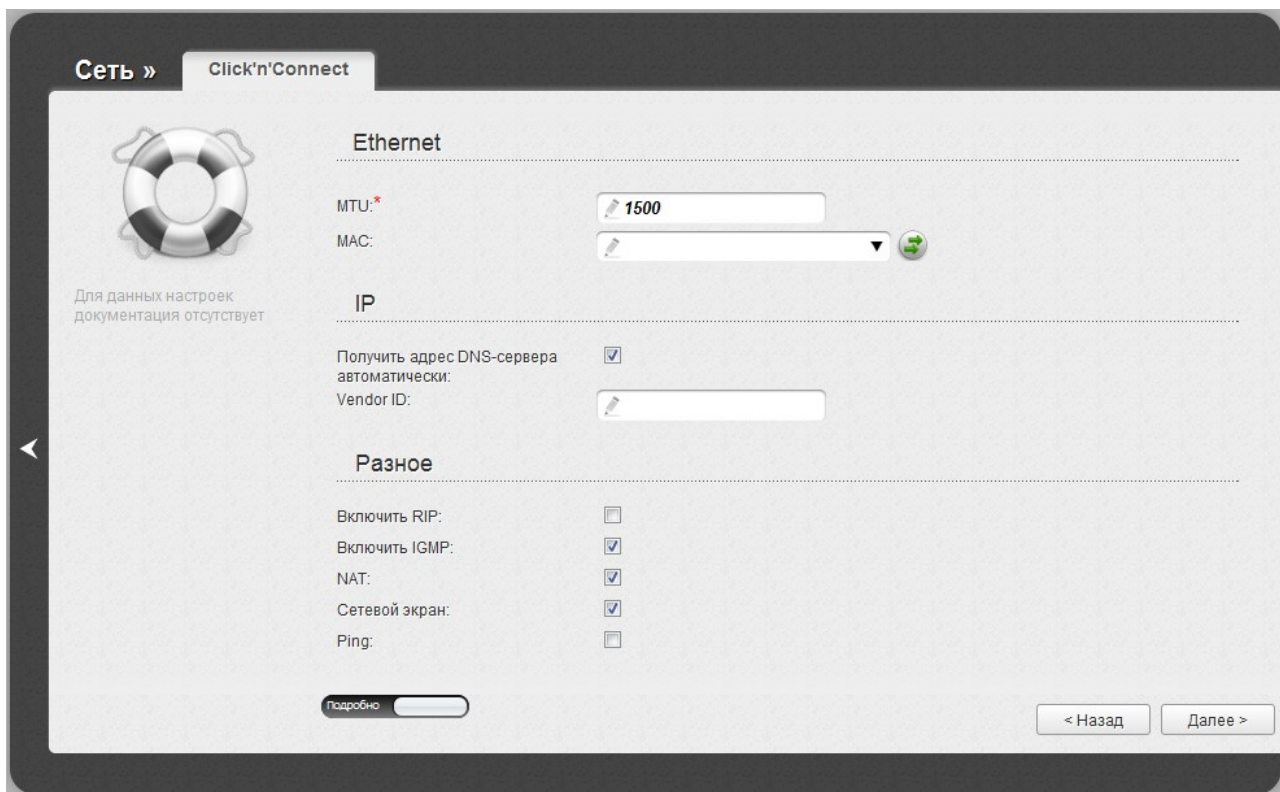 Сеть »
Click'n'Connect
Для данных настроек
документация отсутствует
Ethernet
MTU:*
1500
MAC:
IP
Получить адрес DNS-сервера
автоматически:
Vendor ID:
Разное
Включить RIP:
Включить IGMP:
NAT:
Сетевой экран:
Ping:
Подробно
< Назад
Далее >